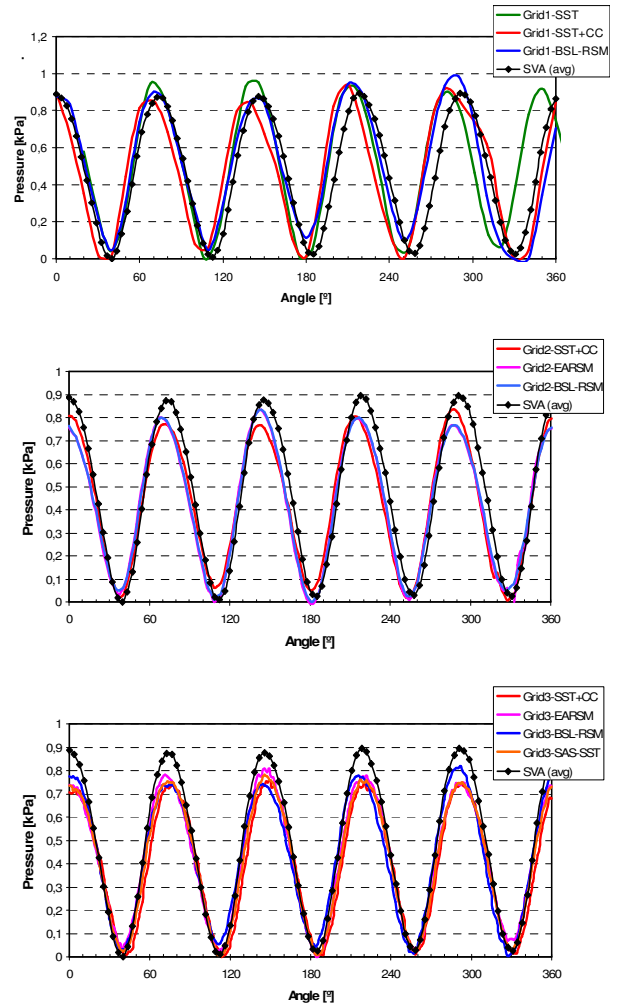 Grid1-SST
Grid1-SST+CC
Grid1-BSL-RSM
SVA (avg)
1,2
1
0,8
0,6
0,4
0,2
0
Pressure [kPa]
0 60 120 180 240 300 360
Angle [º]
Grid2-SST+CC
Grid2-EARSM
Grid2-BSL-RSM
SVA (avg)
1
0,9
0,8
0,7
0,6
0,5
0,4
0,3
0,2
0,1
0
Pressure [kPa]
0 60 120 180 240 300 360
Angle [º]
Grid3-SST+CC
Grid3-EARSM
Grid3-BSL-RSM
Grid3-SAS-SST
SVA (avg)
1
0,9
0,8
0,7
0,6
0,5
0,4
0,3
0,2
0,1
0
Pressure [kPa]
0 60 120 180 240 300 360
Angle [º]